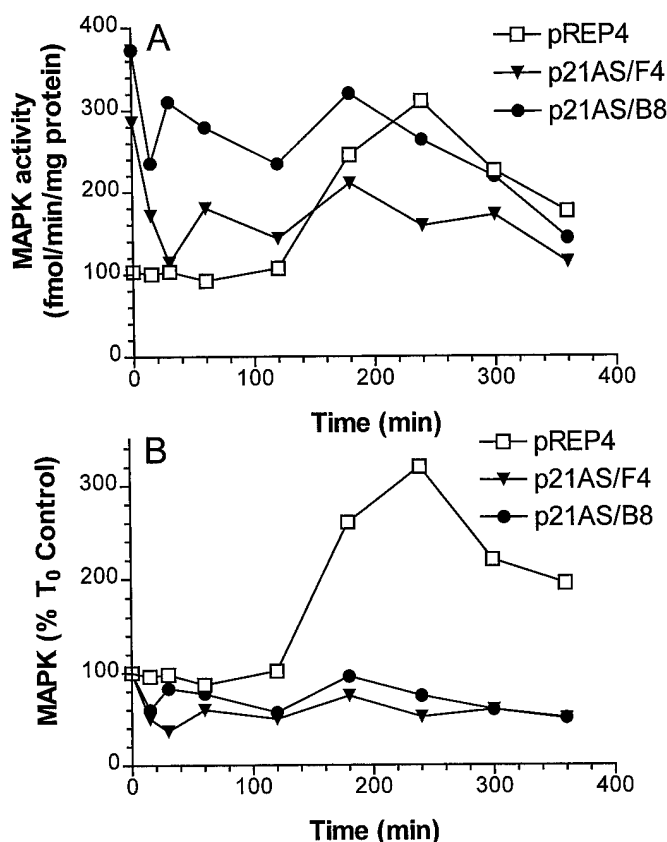 A
pREP4
p21AS/F4
p21AS/B8
MAPK activity
(fmol/min/mg protein)
400
300
200
100
0
0 100 200 300 400
Time (min)
B
pREP4
p21AS/F4
p21AS/B8
MAPK (% T₀ Control)
300
200
100
0
0 100 200 300 400
Time (min)